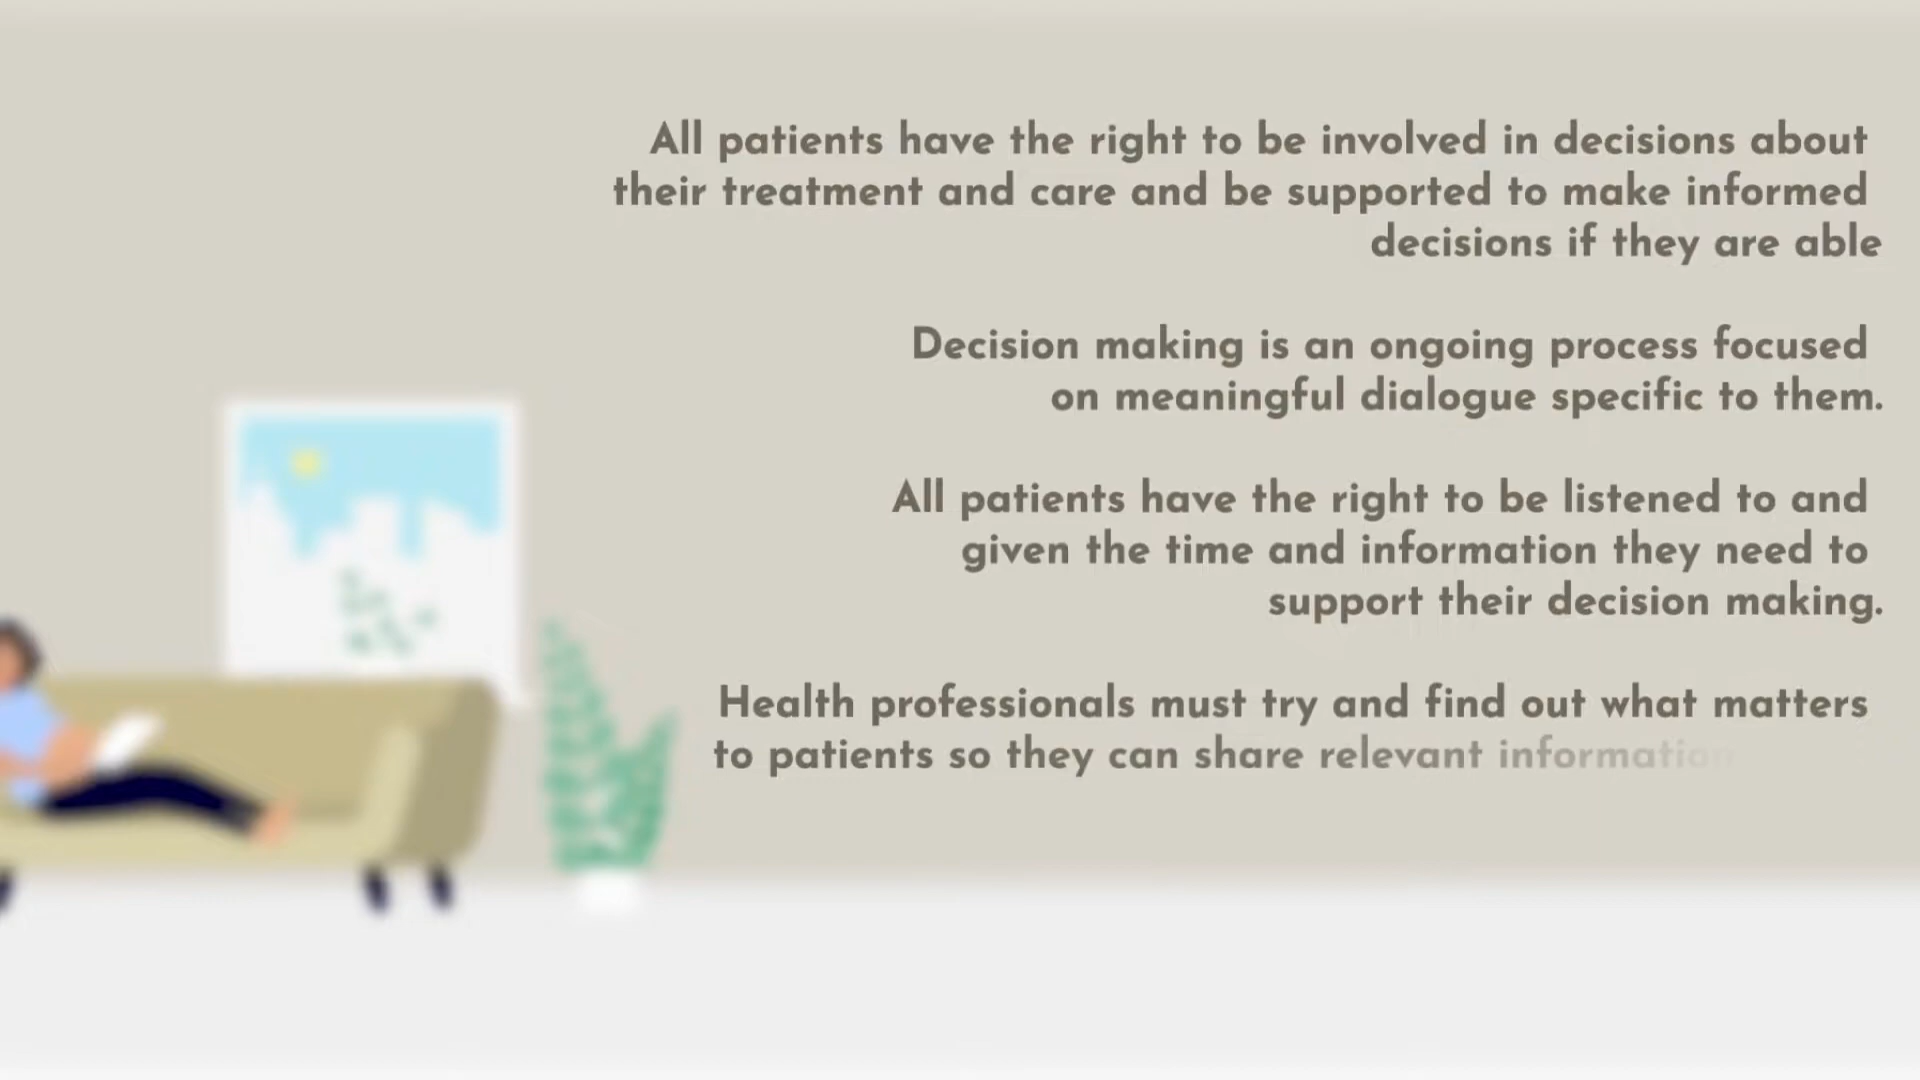 All patients have the right to be involved in decisions about
their treatment and care and be supported to make informed
decisions if they are able
Decision making is an ongoing process focused
on meaningful dialogue specific to them.
All patients have the right to be listened to and
given the time and information they need to
support their decision making.
Health professionals must try and find out what matters
to patients so they can share relevant information